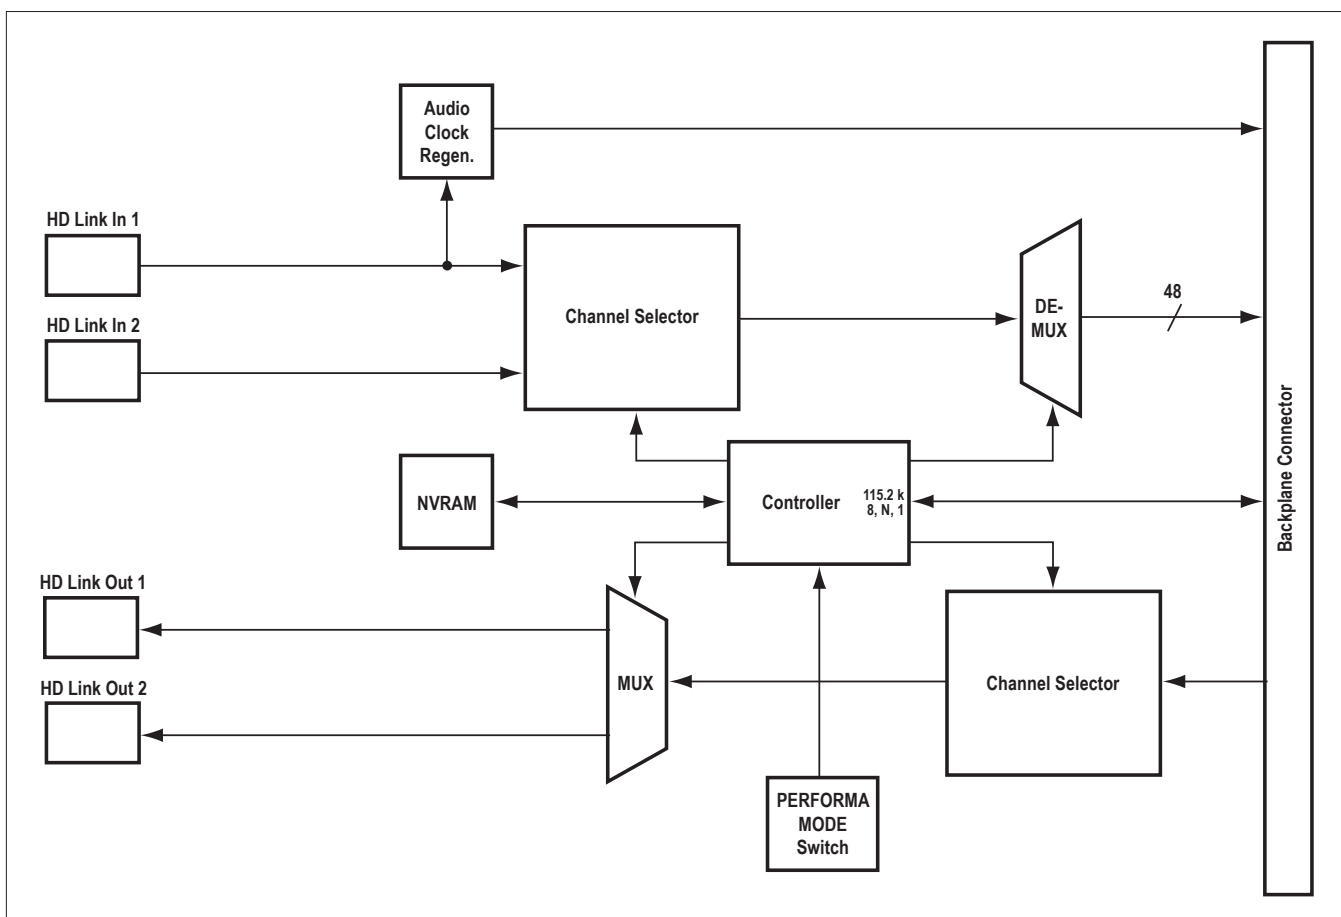 Audio
Clock
Regen.
HD Link In 1
HD Link In 2
Channel Selector
DE-
MUX
48
Backplane Connector
NVRAM
Controller
115.2 k
8, N, 1
HD Link Out 1
HD Link Out 2
MUX
Channel Selector
PERFORMA
MODE
Switch